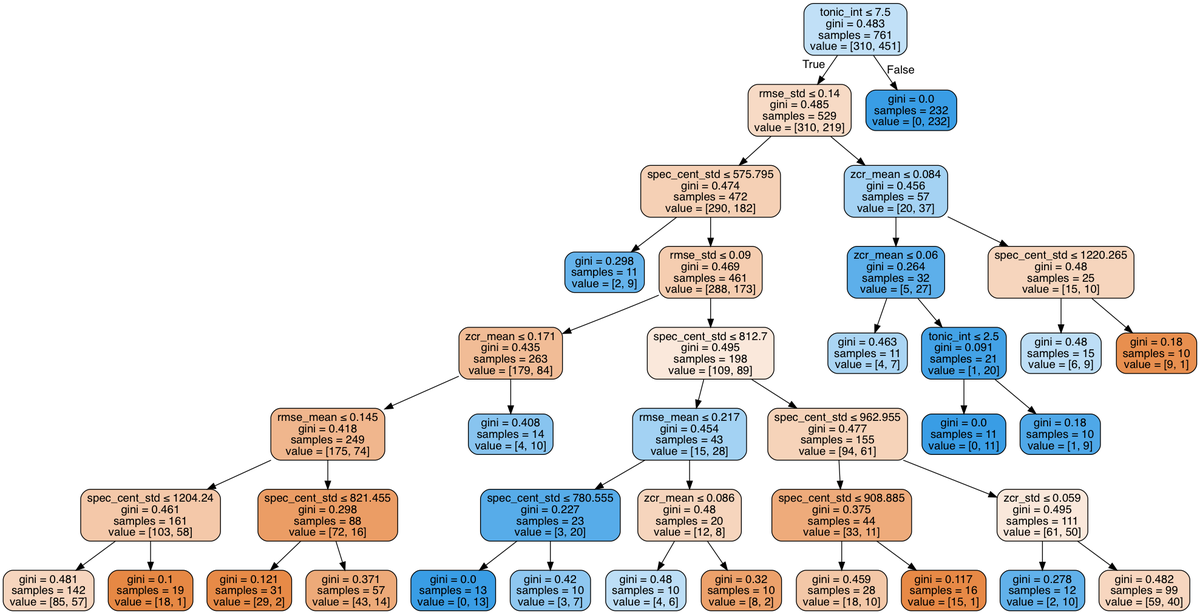 tonic_int ≤ 7.5
gini = 0.483
samples = 761
value = [310, 451]
True
False
rmse_std ≤ 0.14
gini = 0.485
samples = 529
value = [310, 219]
gini = 0.0
samples = 232
value = [0, 232]
spec_cent_std ≤ 575.795
gini = 0.474
samples = 472
value = [290, 182]
zcr_mean ≤ 0.084
gini = 0.456
samples = 57
value = [20, 37]
gini = 0.298
samples = 11
value = [2, 9]
rmse_std ≤ 0.09
gini = 0.469
samples = 461
value = [288, 173]
zcr_mean ≤ 0.06
gini = 0.264
samples = 32
value = [5, 27]
spec_cent_std ≤ 1220.265
gini = 0.48
samples = 25
value = [15, 10]
zcr_mean ≤ 0.171
gini = 0.435
samples = 263
value = [179, 84]
spec_cent_std ≤ 812.7
gini = 0.495
samples = 198
value = [109, 89]
gini = 0.463
samples = 11
value = [4, 7]
tonic_int ≤ 2.5
gini = 0.091
samples = 21
value = [1, 20]
gini = 0.48
samples = 15
value = [6, 9]
gini = 0.18
samples = 10
value = [9, 1]
rmse_mean ≤ 0.145
gini = 0.418
samples = 249
value = [175, 74]
gini = 0.408
samples = 14
value = [4, 10]
rmse_mean ≤ 0.217
gini = 0.454
samples = 43
value = [15, 28]
spec_cent_std ≤ 962.955
gini = 0.477
samples = 155
value = [94, 61]
gini = 0.0
samples = 11
value = [0, 11]
gini = 0.18
samples = 10
value = [1, 9]
spec_cent_std ≤ 1204.24
gini = 0.461
samples = 161
value = [103, 58]
spec_cent_std ≤ 821.455
gini = 0.298
samples = 88
value = [72, 16]
spec_cent_std ≤ 780.555
gini = 0.227
samples = 23
value = [3, 20]
zcr_mean ≤ 0.086
gini = 0.48
samples = 20
value = [12, 8]
spec_cent_std ≤ 908.885
gini = 0.375
samples = 44
value = [33, 11]
zcr_std ≤ 0.059
gini = 0.495
samples = 111
value = [61, 50]
gini = 0.481
samples = 142
value = [85, 57]
gini = 0.1
samples = 19
value = [18, 1]
gini = 0.121
samples = 31
value = [29, 2]
gini = 0.371
samples = 57
value = [43, 14]
gini = 0.0
samples = 13
value = [0, 13]
gini = 0.42
samples = 10
value = [3, 7]
gini = 0.48
samples = 10
value = [4, 6]
gini = 0.32
samples = 10
value = [8, 2]
gini = 0.459
samples = 28
value = [18, 10]
gini = 0.117
samples = 16
value = [15, 1]
gini = 0.278
samples = 12
value = [2, 10]
gini = 0.482
samples = 99
value = [59, 40]